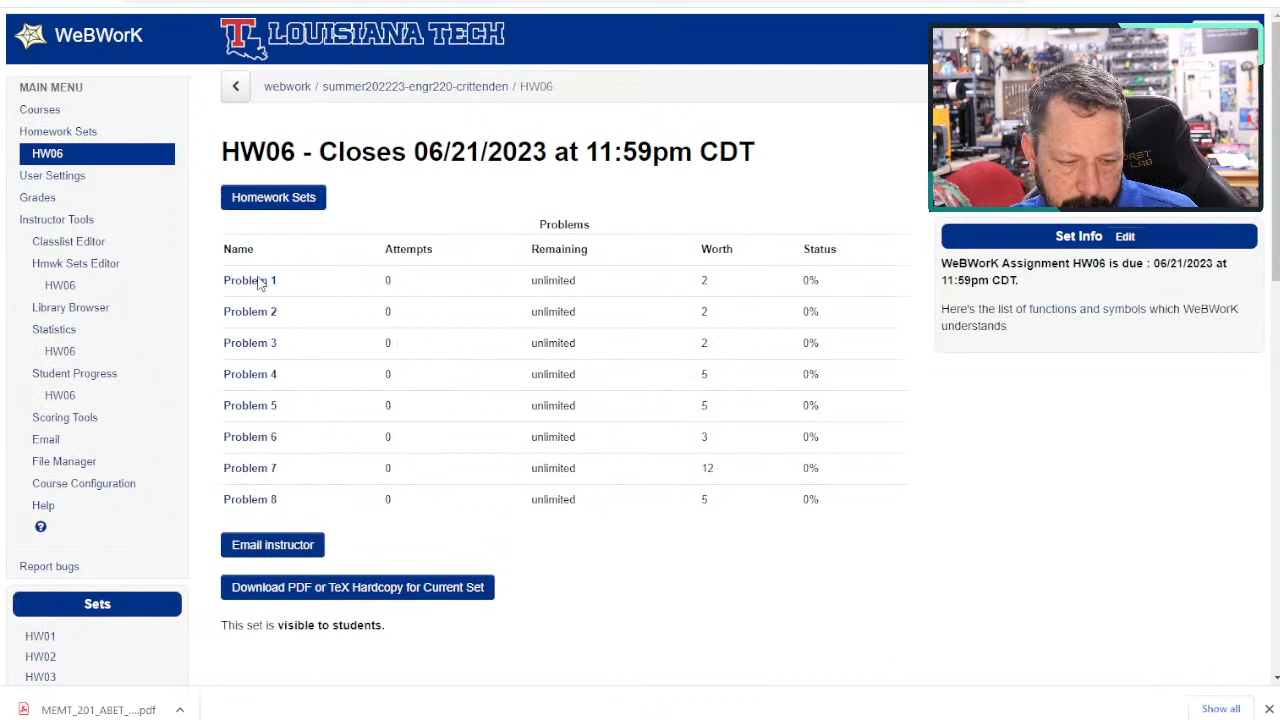 WeBWorK
LOUISIANA TECH
MAIN MENU
Courses
Homework Sets
HW06
User Settings
Grades
Instructor Tools
Classlist Editor
Hmwk Sets Editor
HW06
Library Browser
Statistics
HW06
Student Progress
HW06
Scoring Tools
Email
File Manager
Course Configuration
Help
Report bugs
Sets
HW01
HW02
HW03
webwork / summer202223-engr220-crittenden / HW06
HW06 - Closes 06/21/2023 at 11:59pm CDT
Homework Sets
Problems
Name Attempts Remaining Worth Status
Problem 1 0 unlimited 2 0%
Problem 2 0 unlimited 2 0%
Problem 3 0 unlimited 2 0%
Problem 4 0 unlimited 5 0%
Problem 5 0 unlimited 5 0%
Problem 6 0 unlimited 3 0%
Problem 7 0 unlimited 12 0%
Problem 8 0 unlimited 5 0%
Email instructor
Download PDF or TeX Hardcopy for Current Set
This set is visible to students.
Set Info Edit
WeBWorK Assignment HW06 is due : 06/21/2023 at
11:59pm CDT.
Here's the list of functions and symbols which WeBWorK
understands.
MEMT_201_ABET_....pdf
Show all